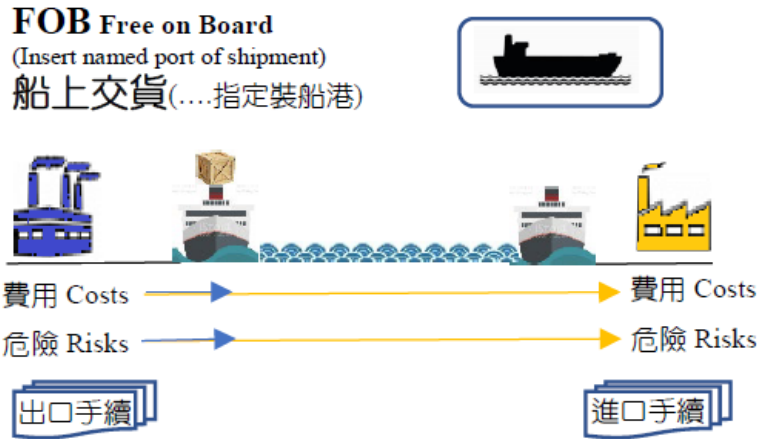 FOB Free on Board
(Insert named port of shipment)
船上交貨(....指定裝船港)
費用 Costs
費用 Costs
危險 Risks
危險 Risks
出口手續
進口手續